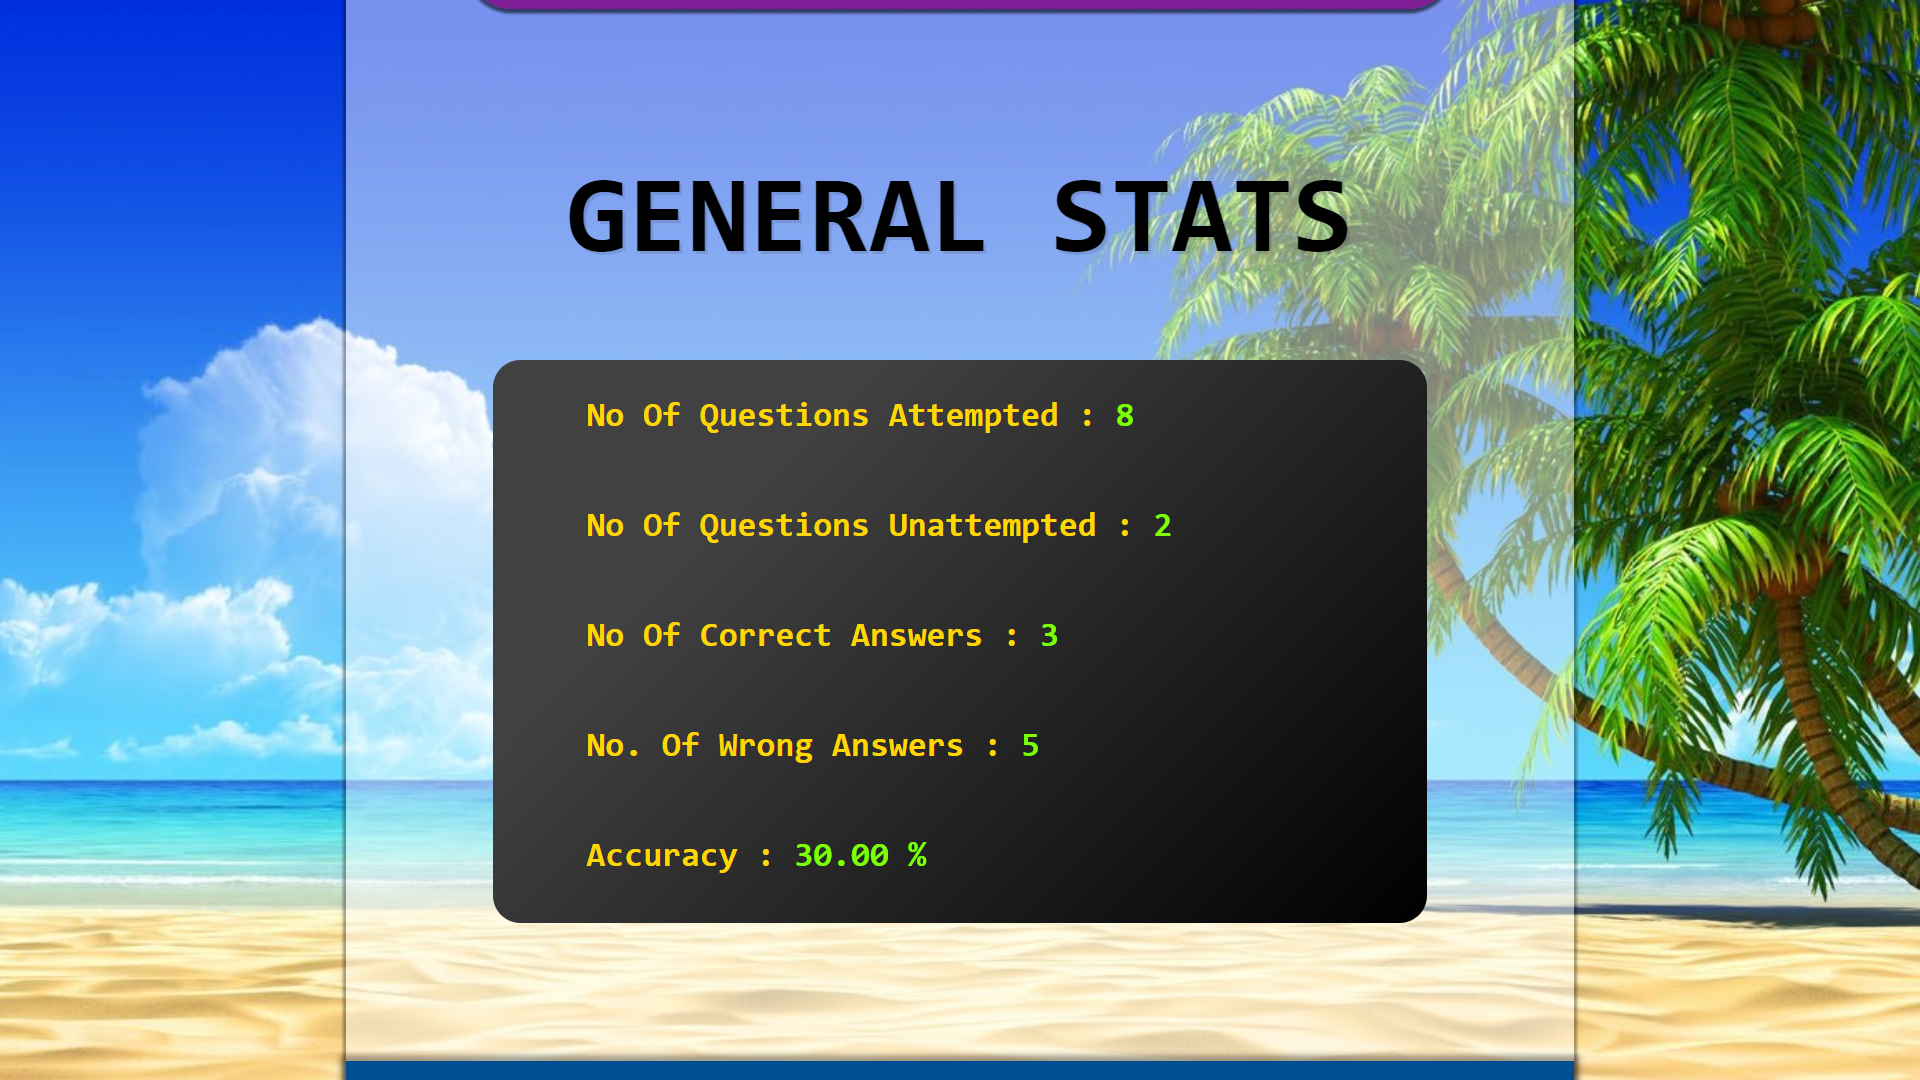 GENERAL STATS
No Of Questions Attempted : 8
No Of Questions Unattempted : 2
No Of Correct Answers : 3
No. Of Wrong Answers : 5
Accuracy : 30.00 %